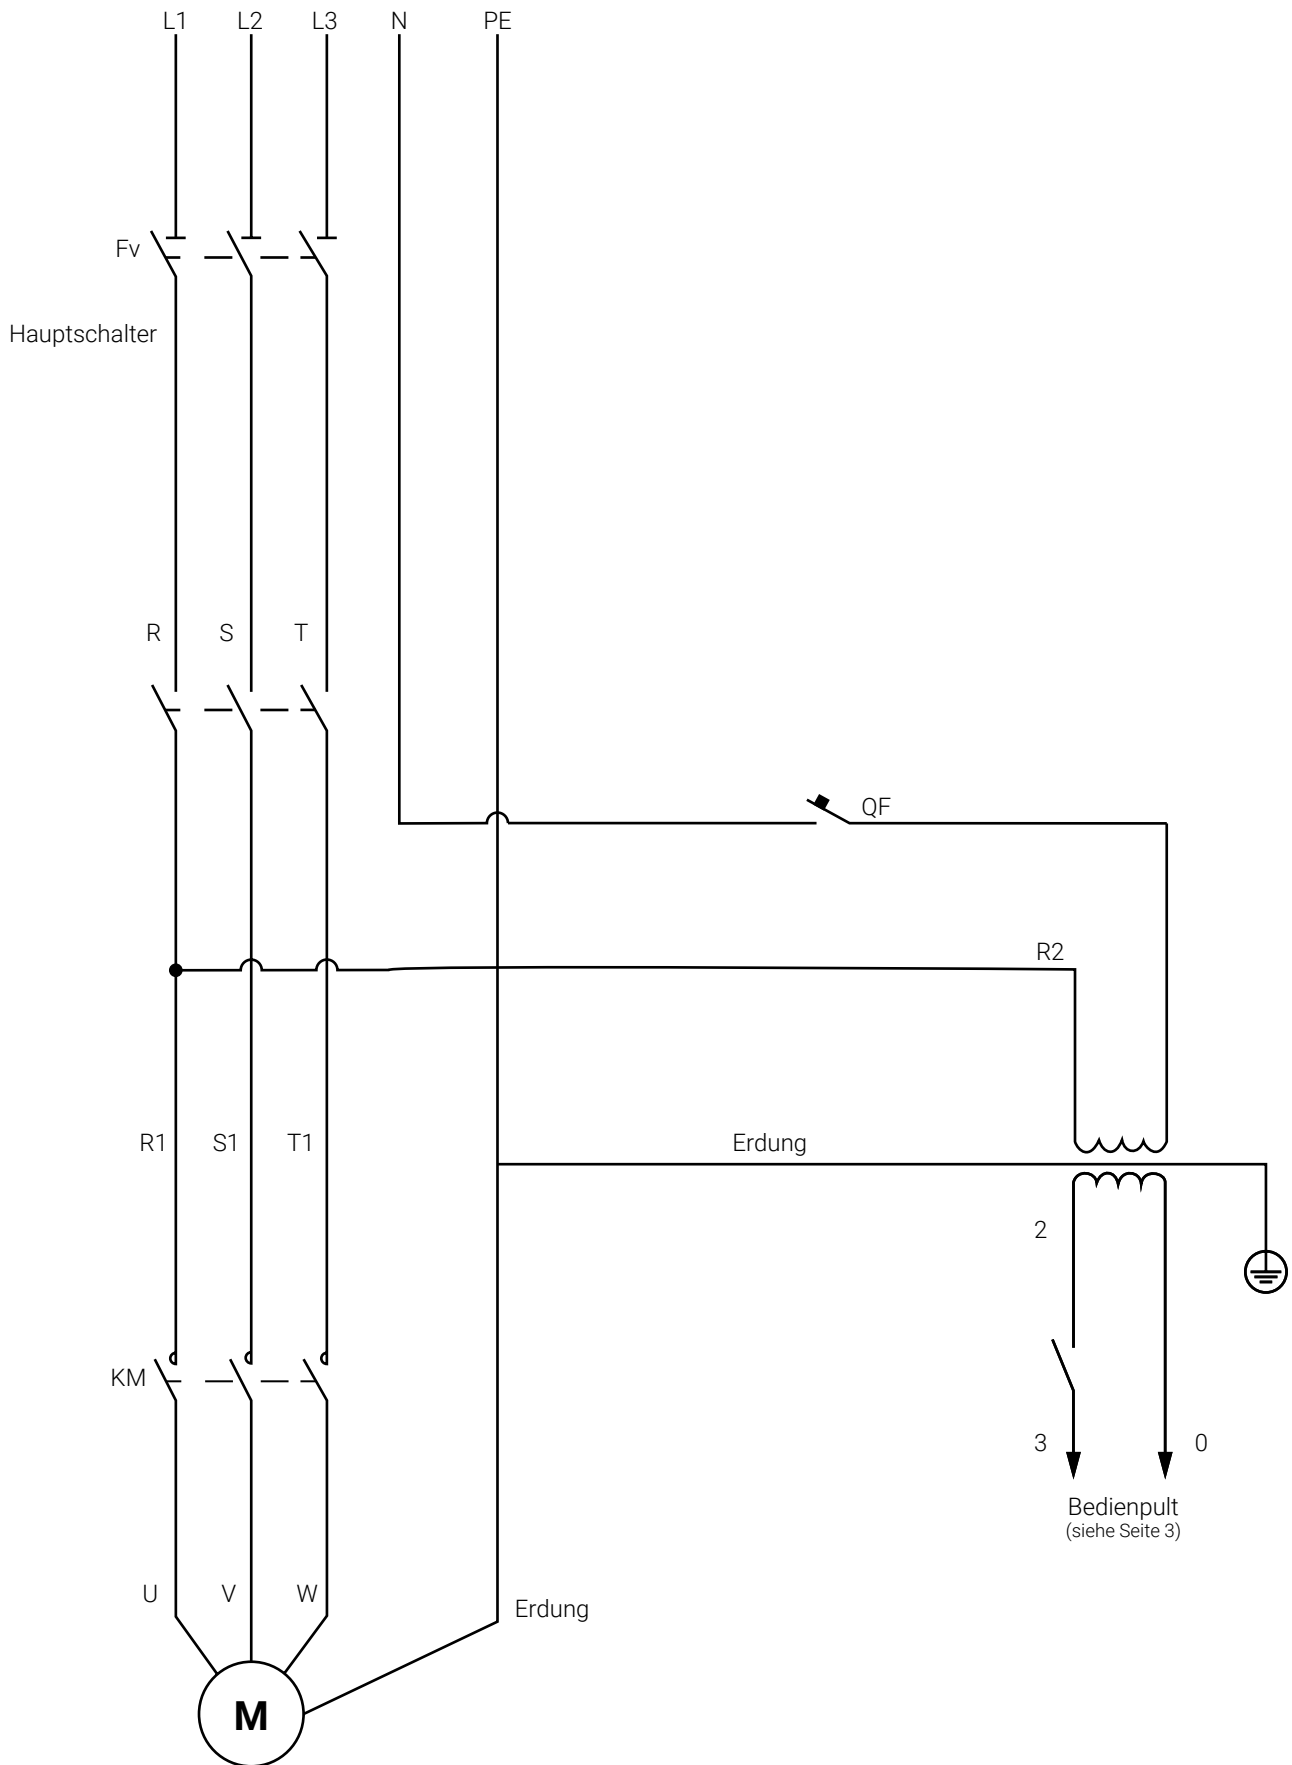 L1 L2 L3 N PE
Fv
Hauptschalter
R S T
QF
R2
R1 S1 T1 Erdung
2
KM
3 0
Bedienpult
(siehe Seite 3)
U V W
Erdung
M